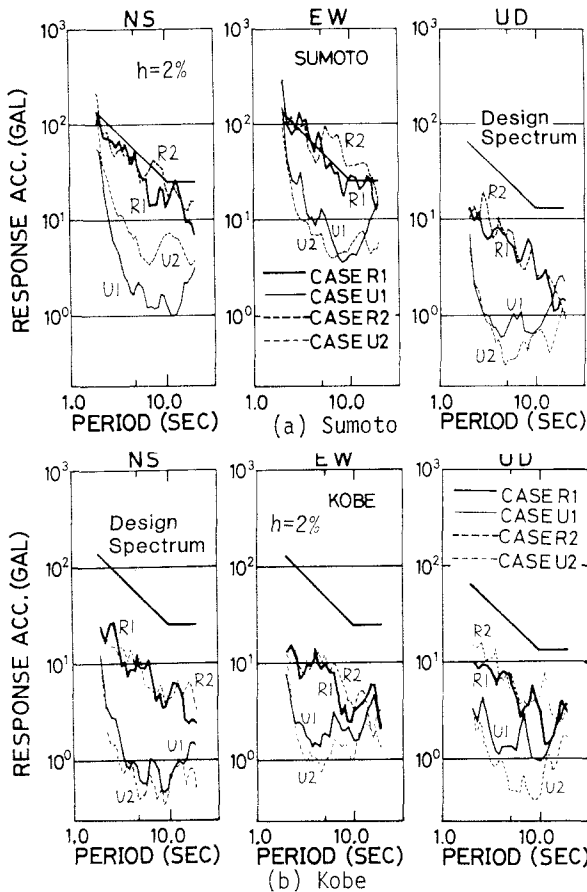 NS EW UD
RESPONSE ACC. (GAL)
10³
10²
10¹
10⁰
h=2%
R2
R1
U2
U1
1.0 10.0
PERIOD (SEC)
10³
10²
10¹
10⁰
SUMOTO
R2
R1
U1
U2
CASE R1
CASE U1
CASE R2
CASE U2
1.0 10.0
10³
10²
10¹
10⁰
Design
Spectrum
R2
R1
U1
U2
1.0 10.0
PERIOD (SEC)
(a) Sumoto
NS EW UD
RESPONSE ACC. (GAL)
10³
10²
10¹
10⁰
Design
Spectrum
R1
R2
U1
U2
1.0 10.0
PERIOD (SEC)
10³
10²
10¹
10⁰
KOBE
h=2%
R2
R1
U1
U2
1.0 10.0
10³
10²
10¹
10⁰
CASE R1
CASE U1
CASE R2
CASE U2
R2
R1
U1
U2
1.0 10.0
PERIOD (SEC)
(b) Kobe